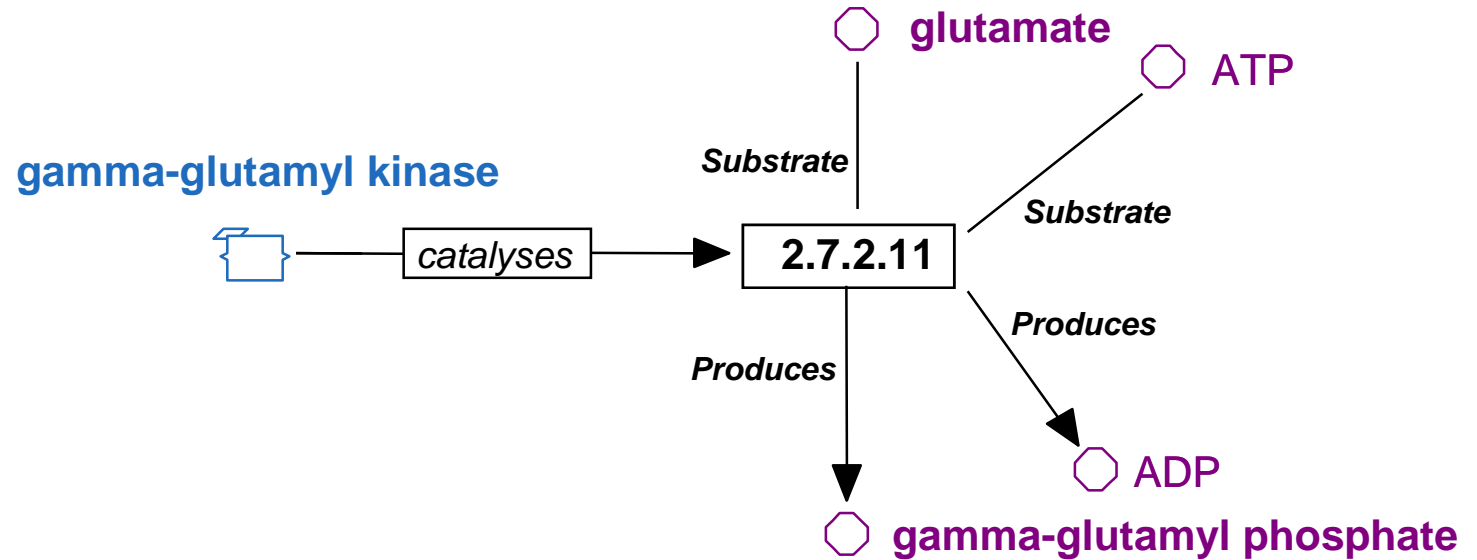 glutamate
ATP
gamma-glutamyl kinase
Substrate
Substrate
catalyses
2.7.2.11
Produces
Produces
ADP
gamma-glutamyl phosphate